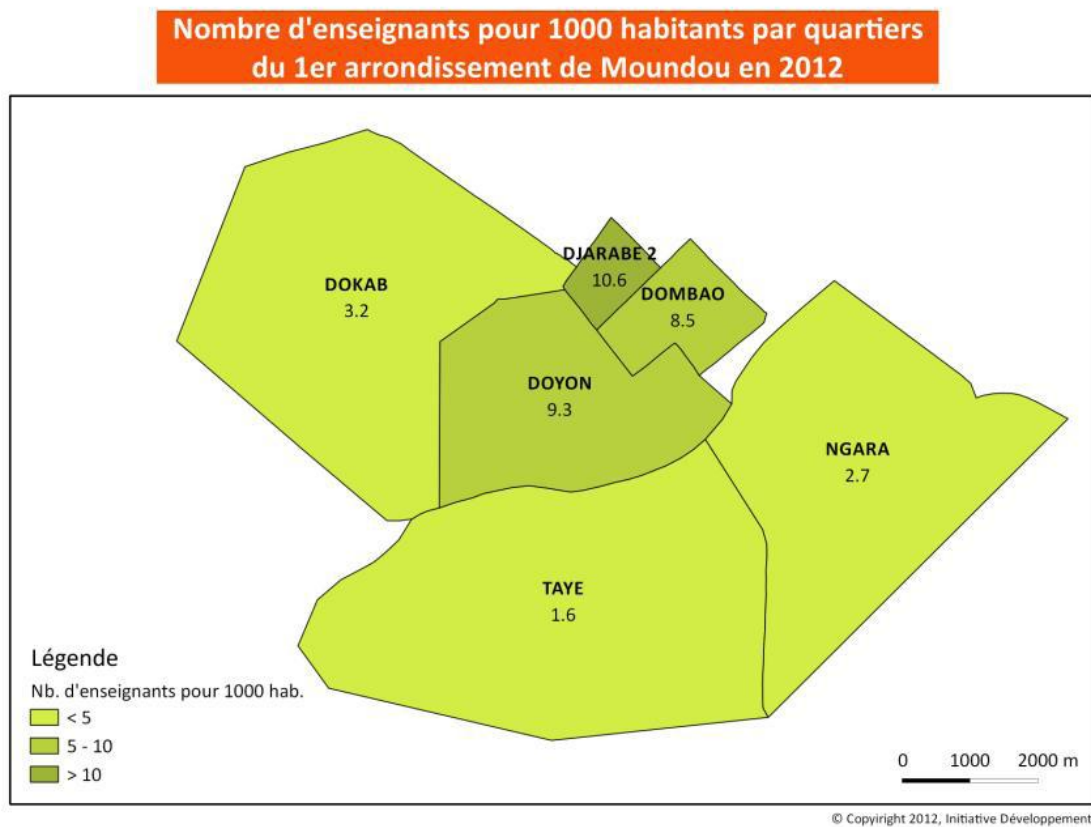 Nombre d'enseignants pour 1000 habitants par quartiers
du 1er arrondissement de Moundou en 2012
DJARABE 2
10.6
DOKAB
3.2
DOMBAO
8.5
DOYON
9.3
NGARA
2.7
TAYE
1.6
Légende
Nb. d'enseignants pour 1000 hab.
< 5
5 - 10
> 10
0 1000 2000 m
© Copyright 2012, Initiative Développement